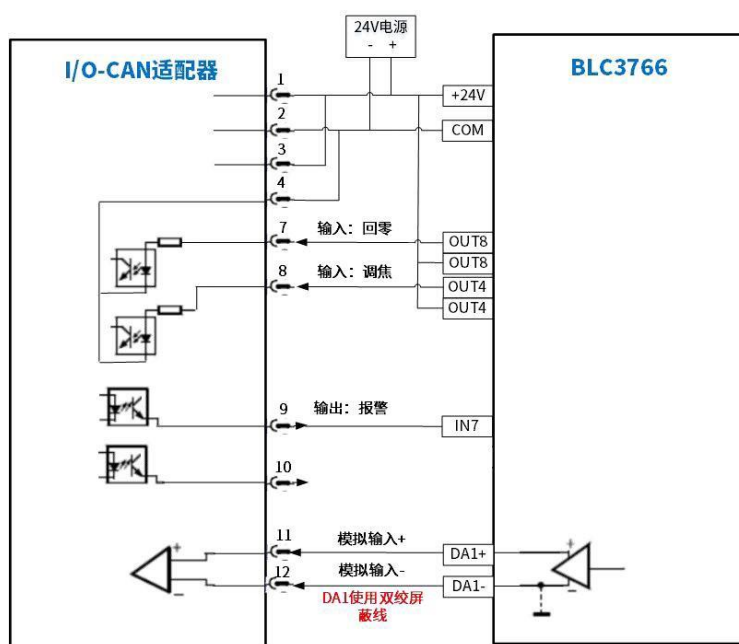 24V电源
- +
I/O-CAN适配器
BLC3766
1
+24V
2
COM
3
4
7
输入：回零
OUT8
OUT8
8
输入：调焦
OUT4
OUT4
9
输出：报警
IN7
10
+
11
模拟输入+
DA1+
+
12
模拟输入-
DA1-
−
−
DA1使用双绞屏
蔽线